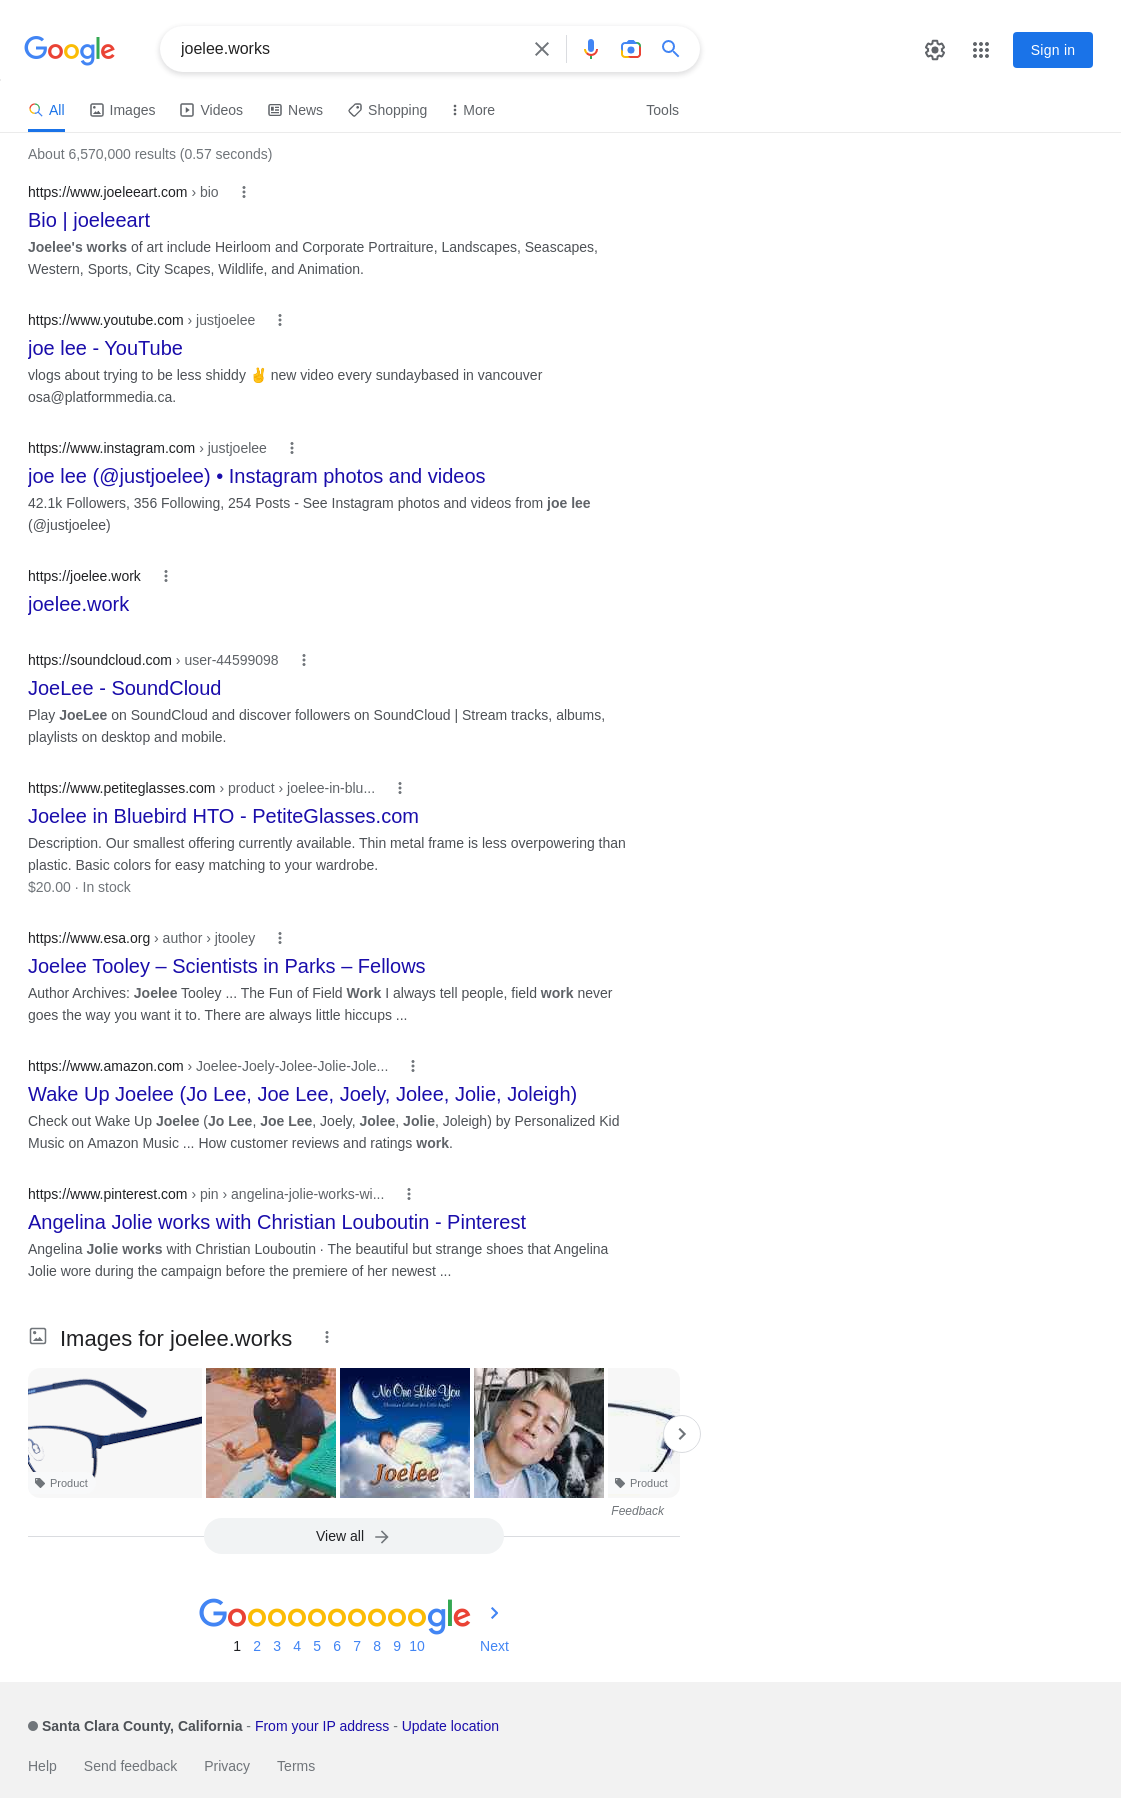 Google
joelee.works
Sign in
All Images Videos News Shopping More Tools
About 6,570,000 results (0.57 seconds)
https://www.joeleeart.com › bio
Bio | joeleeart
Joelee's works of art include Heirloom and Corporate Portraiture, Landscapes, Seascapes,
Western, Sports, City Scapes, Wildlife, and Animation.
https://www.youtube.com › justjoelee
joe lee - YouTube
vlogs about trying to be less shiddy ✌ new video every sundaybased in vancouver
osa@platformmedia.ca.
https://www.instagram.com › justjoelee
joe lee (@justjoelee) • Instagram photos and videos
42.1k Followers, 356 Following, 254 Posts - See Instagram photos and videos from joe lee
(@justjoelee)
https://joelee.work
joelee.work
https://soundcloud.com › user-44599098
JoeLee - SoundCloud
Play JoeLee on SoundCloud and discover followers on SoundCloud | Stream tracks, albums,
playlists on desktop and mobile.
https://www.petiteglasses.com › product › joelee-in-blu...
Joelee in Bluebird HTO - PetiteGlasses.com
Description. Our smallest offering currently available. Thin metal frame is less overpowering than
plastic. Basic colors for easy matching to your wardrobe.
$20.00 · In stock
https://www.esa.org › author › jtooley
Joelee Tooley – Scientists in Parks – Fellows
Author Archives: Joelee Tooley ... The Fun of Field Work I always tell people, field work never
goes the way you want it to. There are always little hiccups ...
https://www.amazon.com › Joelee-Joely-Jolee-Jolie-Jole...
Wake Up Joelee (Jo Lee, Joe Lee, Joely, Jolee, Jolie, Joleigh)
Check out Wake Up Joelee (Jo Lee, Joe Lee, Joely, Jolee, Jolie, Joleigh) by Personalized Kid
Music on Amazon Music ... How customer reviews and ratings work.
https://www.pinterest.com › pin › angelina-jolie-works-wi...
Angelina Jolie works with Christian Louboutin - Pinterest
Angelina Jolie works with Christian Louboutin · The beautiful but strange shoes that Angelina
Jolie wore during the campaign before the premiere of her newest ...
Images for joelee.works
No One Like You
Christian Lullabies for Little Angels
Joelee
Product
Product
Feedback
View all
Goooooooooogle
1 2 3 4 5 6 7 8 9 10 Next
Santa Clara County, California - From your IP address - Update location
Help Send feedback Privacy Terms